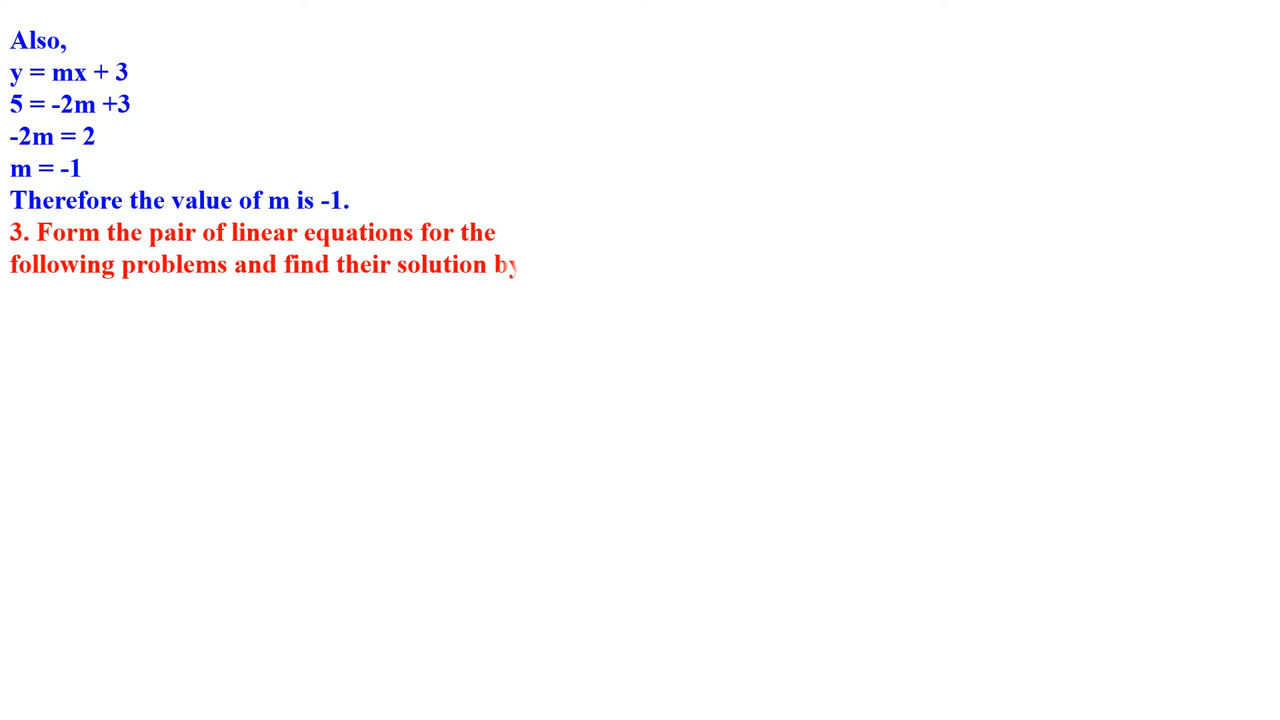 Also,
y = mx + 3
5 = -2m +3
-2m = 2
m = -1
Therefore the value of m is -1.
3. Form the pair of linear equations for the
following problems and find their solution by